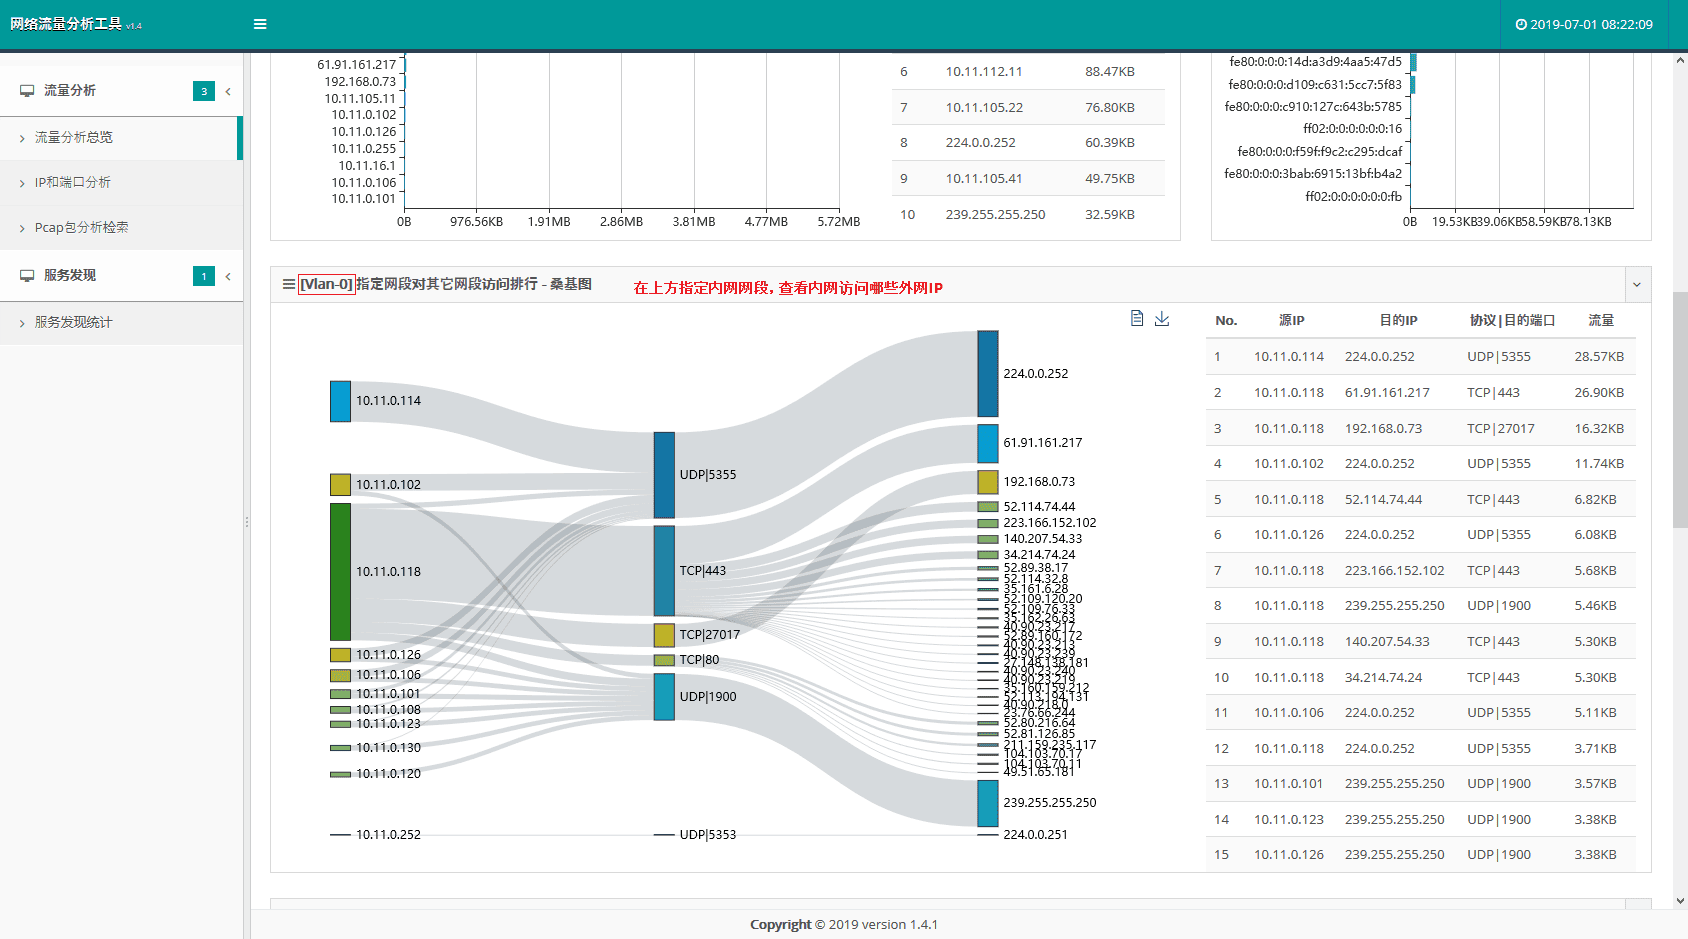 网络流量分析工具 v1.4
2019-07-01 08:22:09
流量分析
3
流量分析总览
IP和端口分析
Pcap包分析检索
服务发现
1
服务发现统计
61.91.161.217
192.168.0.73
10.11.105.11
10.11.0.102
10.11.0.126
10.11.0.255
10.11.16.1
10.11.0.106
10.11.0.101
0B 976.56KB 1.91MB 2.86MB 3.81MB 4.77MB 5.72MB
6 10.11.112.11 88.47KB
7 10.11.105.22 76.80KB
8 224.0.0.252 60.39KB
9 10.11.105.41 49.75KB
10 239.255.255.250 32.59KB
fe80:0:0:0:14d:a3d9:4aa5:47d5
fe80:0:0:0:d109:c631:5cc7:5f83
fe80:0:0:0:c910:127c:643b:5785
ff02:0:0:0:0:0:0:16
fe80:0:0:0:f59f:f9c2:c295:dcaf
fe80:0:0:0:3bab:6915:13bf:b4a2
ff02:0:0:0:0:0:0:fb
0B 19.53KB 39.06KB 58.59KB 78.13KB
[Vlan-0]指定网段对其它网段访问排行 - 桑基图
在上方指定内网网段, 查看内网访问哪些外网IP
10.11.0.114
10.11.0.102
10.11.0.118
10.11.0.126
10.11.0.106
10.11.0.101
10.11.0.108
10.11.0.123
10.11.0.130
10.11.0.120
10.11.0.252
UDP|5355
TCP|443
TCP|27017
TCP|80
UDP|1900
UDP|5353
224.0.0.252
61.91.161.217
192.168.0.73
52.114.74.44
223.166.152.102
140.207.54.33
34.214.74.24
52.89.38.17
52.114.32.8
35.161.6.28
52.109.120.20
52.109.76.33
35.162.26.63
40.90.23.217
52.89.160.172
40.90.23.213
40.90.23.239
27.148.138.181
40.90.23.240
40.90.23.219
35.160.159.212
52.113.194.131
40.90.218.0
23.76.66.244
52.80.216.64
52.81.126.85
211.159.235.117
104.103.70.17
104.103.70.11
49.51.65.181
239.255.255.250
224.0.0.251
No. 源IP 目的IP 协议|目的端口 流量
1 10.11.0.114 224.0.0.252 UDP|5355 28.57KB
2 10.11.0.118 61.91.161.217 TCP|443 26.90KB
3 10.11.0.118 192.168.0.73 TCP|27017 16.32KB
4 10.11.0.102 224.0.0.252 UDP|5355 11.74KB
5 10.11.0.118 52.114.74.44 TCP|443 6.82KB
6 10.11.0.126 224.0.0.252 UDP|5355 6.08KB
7 10.11.0.118 223.166.152.102 TCP|443 5.68KB
8 10.11.0.118 239.255.255.250 UDP|1900 5.46KB
9 10.11.0.118 140.207.54.33 TCP|443 5.30KB
10 10.11.0.118 34.214.74.24 TCP|443 5.30KB
11 10.11.0.106 224.0.0.252 UDP|5355 5.11KB
12 10.11.0.118 224.0.0.252 UDP|5355 3.71KB
13 10.11.0.101 239.255.255.250 UDP|1900 3.57KB
14 10.11.0.123 239.255.255.250 UDP|1900 3.38KB
15 10.11.0.126 239.255.255.250 UDP|1900 3.38KB
Copyright © 2019 version 1.4.1